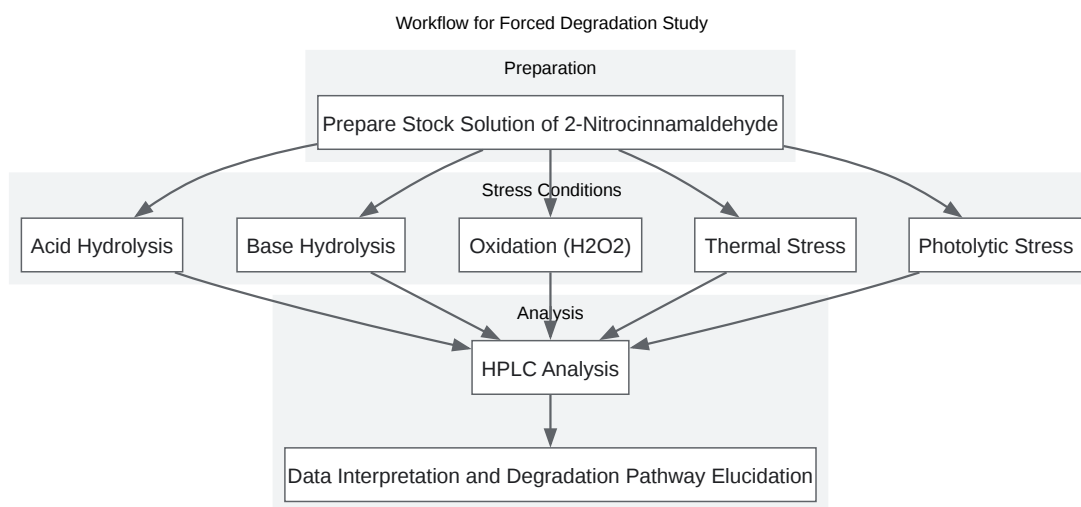 Workflow for Forced Degradation Study
Preparation
Prepare Stock Solution of 2-Nitrocinnamaldehyde
Stress Conditions
Acid Hydrolysis
Base Hydrolysis
Oxidation (H2O2)
Thermal Stress
Photolytic Stress
Analysis
HPLC Analysis
Data Interpretation and Degradation Pathway Elucidation